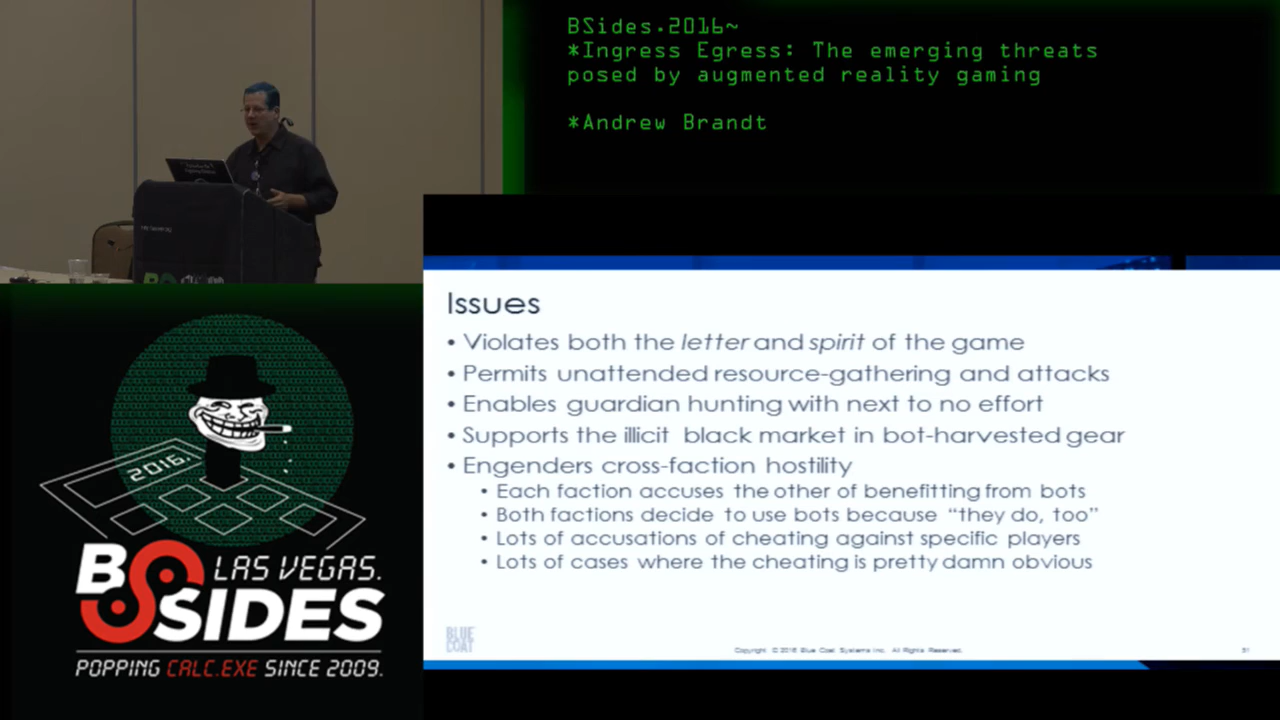 BSides.2016~
*Ingress Egress: The emerging threats
posed by augmented reality gaming
*Andrew Brandt
Issues
• Violates both the letter and spirit of the game
• Permits unattended resource-gathering and attacks
• Enables guardian hunting with next to no effort
• Supports the illicit black market in bot-harvested gear
• Engenders cross-faction hostility
• Each faction accuses the other of benefitting from bots
• Both factions decide to use bots because “they do, too”
• Lots of accusations of cheating against specific players
• Lots of cases where the cheating is pretty damn obvious
BLUE
COAT
Copyright © 2016 Blue Coat Systems Inc. All Rights Reserved.
2016.
BSIDES
LAS VEGAS.
POPPING CALC.EXE SINCE 2009.